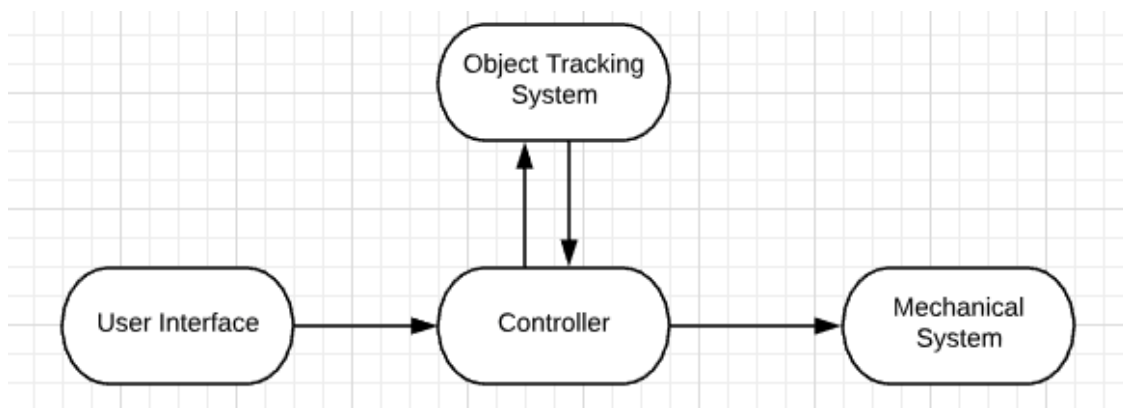 Object Tracking
System
User Interface
Controller
Mechanical
System